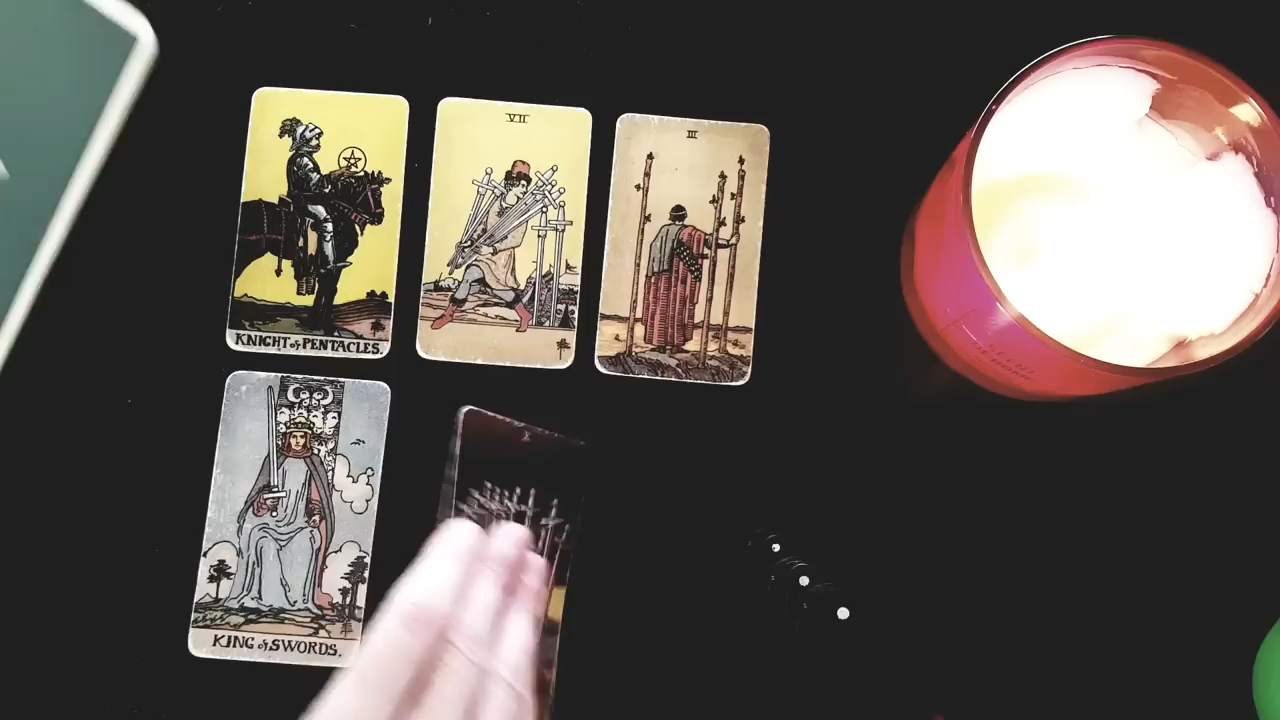 VII
III
KNIGHT of PENTACLES.
X
KING of SWORDS.